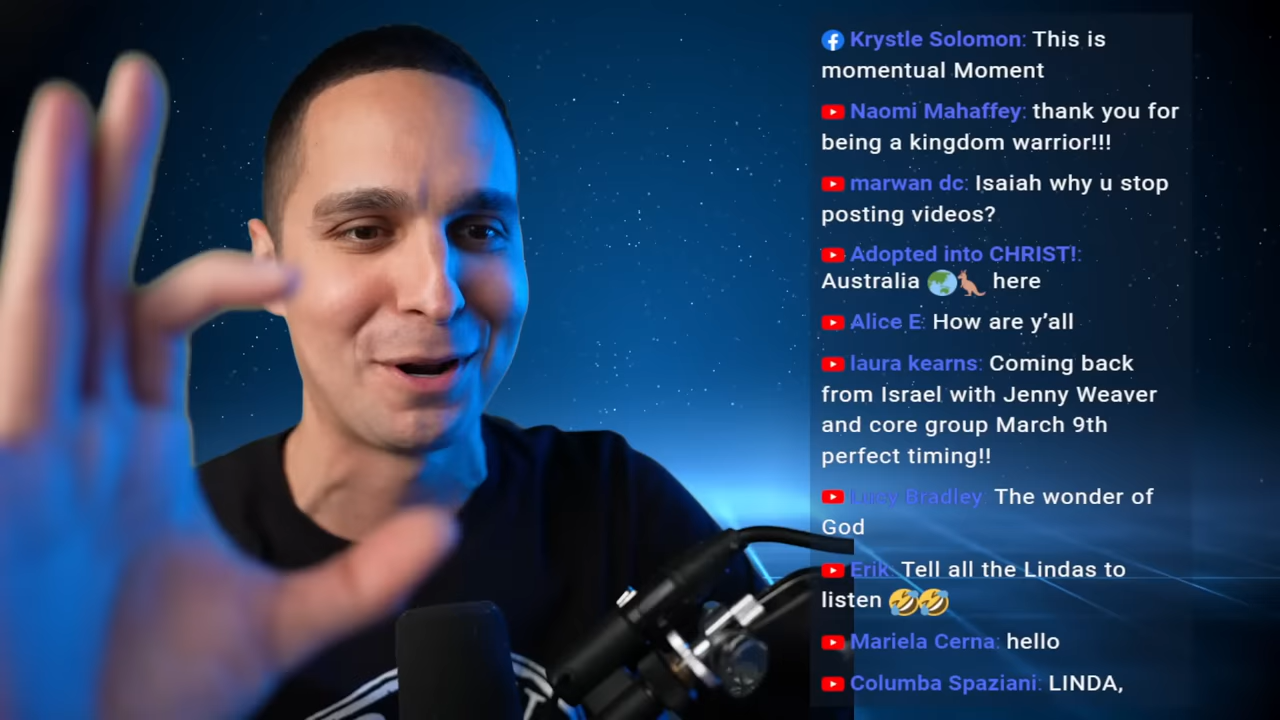 Krystle Solomon: This is
momentual Moment
Naomi Mahaffey: thank you for
being a kingdom warrior!!!
marwan dc: Isaiah why u stop
posting videos?
Adopted into CHRIST!:
Australia 🌏🦘 here
Alice E: How are y’all
laura kearns: Coming back
from Israel with Jenny Weaver
and core group March 9th
perfect timing!!
Lucy Bradley: The wonder of
God
Erik: Tell all the Lindas to
listen 🤣🤣
Mariela Cerna: hello
Columba Spaziani: LINDA,